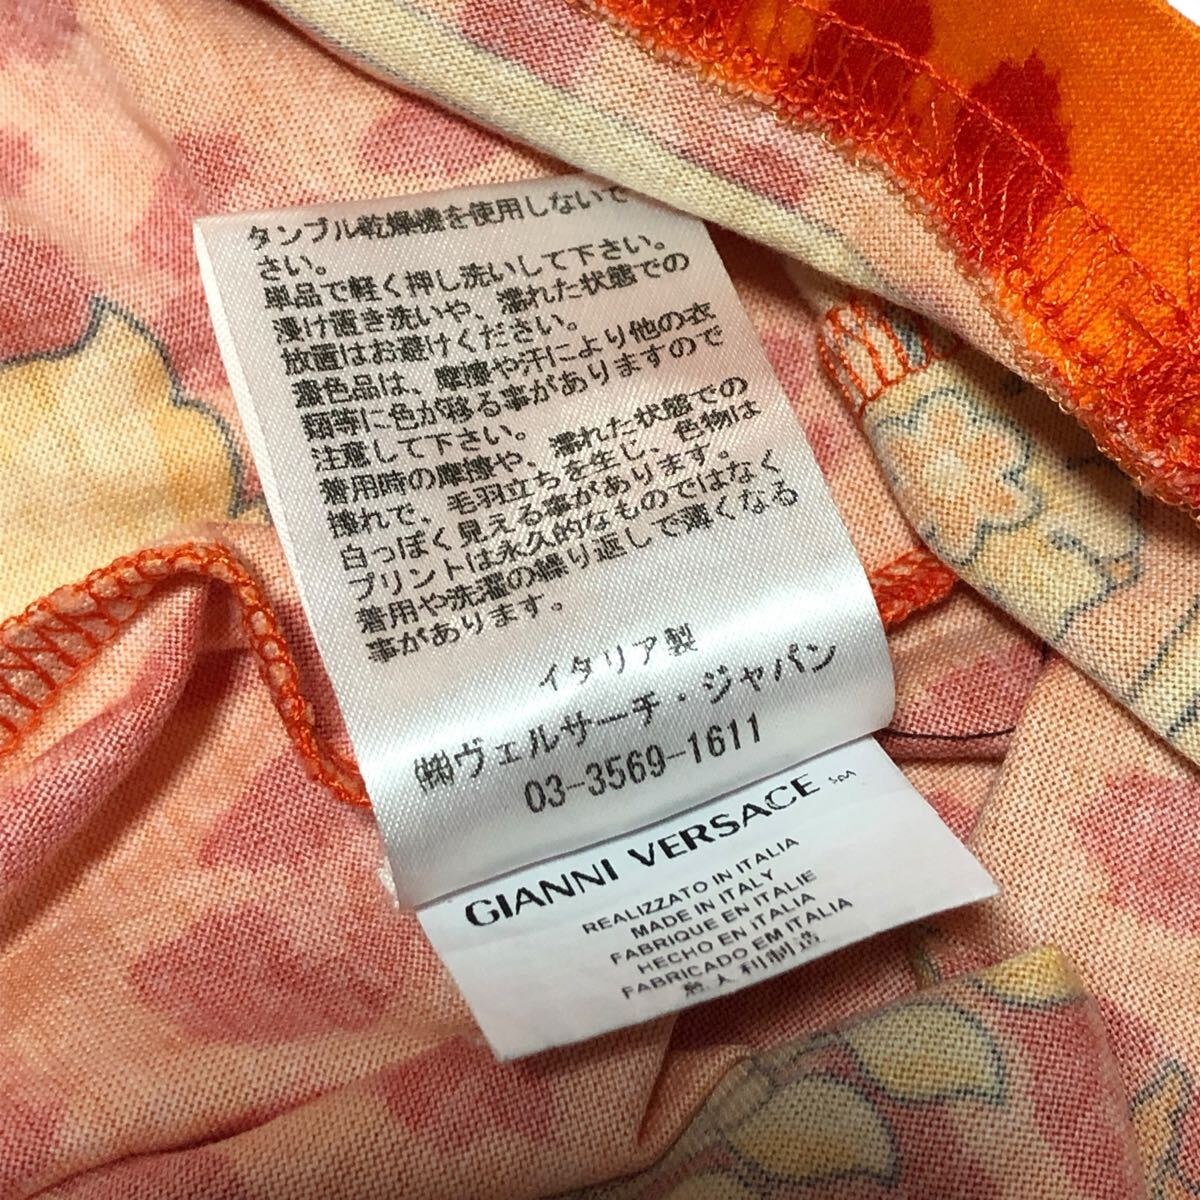 タンブル乾燥機を使用しないで
さい。
単品で軽く押し洗いして下さい。
浸け置き洗いや、濡れた状態での
放置はお避けください。
濃色品は、摩擦や汗により他の衣
類等に色が移る事がありますので
注意して下さい。
着用時の摩擦や、濡れた状態での
擦れで、毛羽立ちを生じ、色物は
白っぽく見える事があります。
プリントは永久的なものではなく
着用や洗濯の繰り返しで薄くなる
事があります。
イタリア製
㈱ヴェルサーチ・ジャパン
03-3569-1611
GIANNI VERSACE SpA
REALIZZATO IN ITALIA
MADE IN ITALY
FABRIQUE EN ITALIE
HECHO EN ITALIA
FABRICADO EM ITALIA
意大利制造